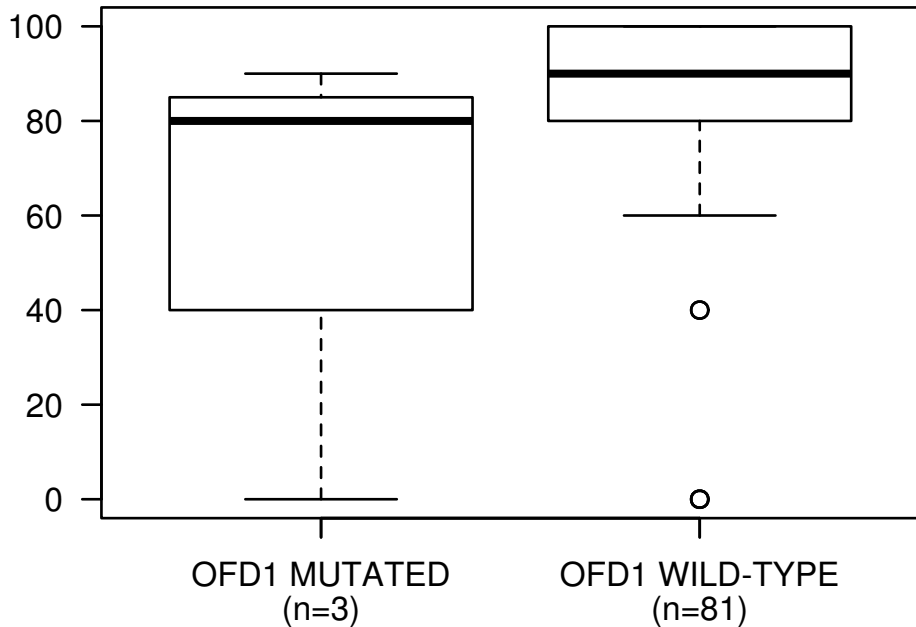 100
80
60
40
20
0
OFD1 MUTATED
(n=3)
OFD1 WILD-TYPE
(n=81)